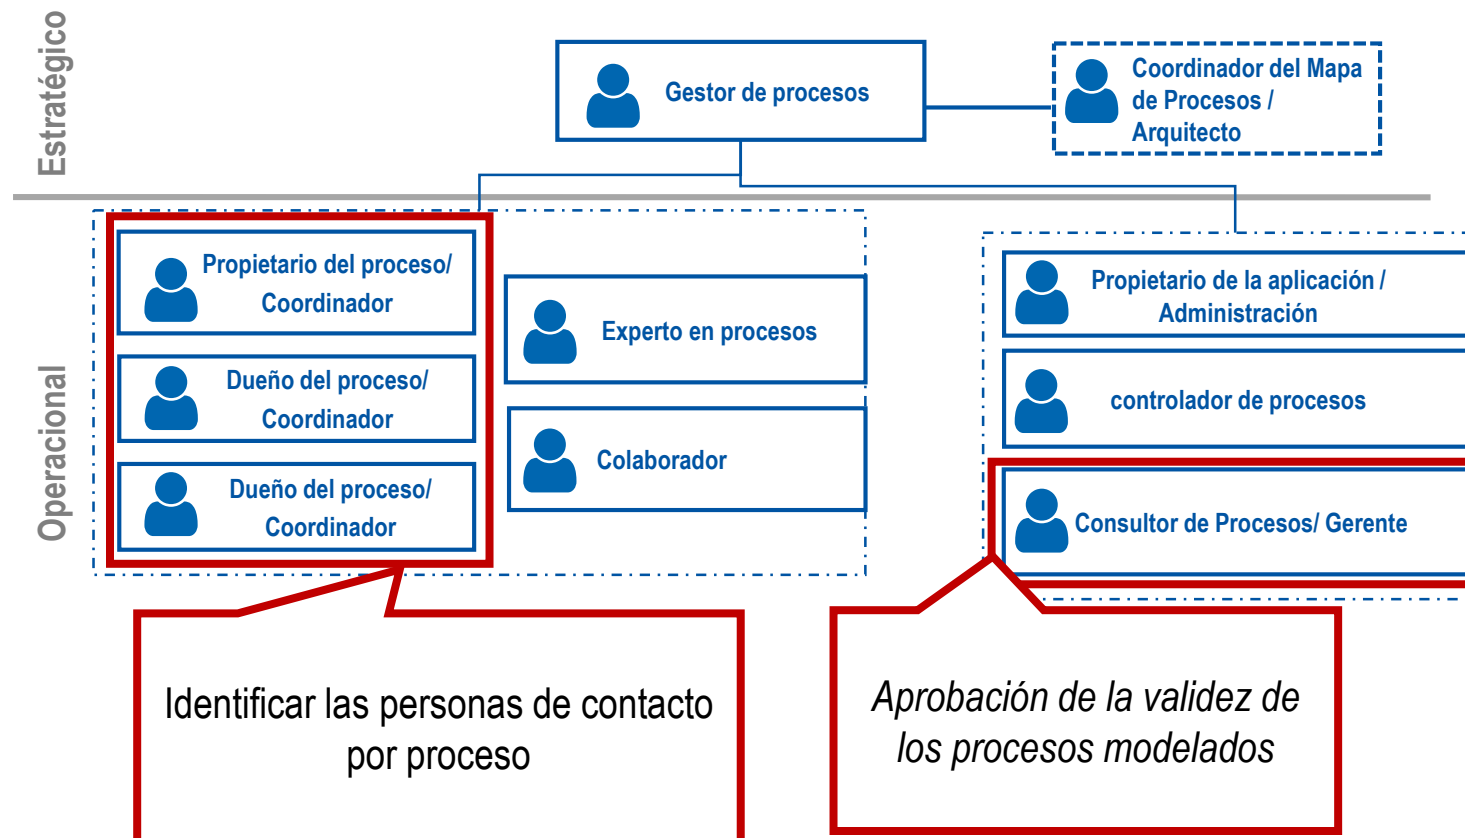 Estratégico
Gestor de procesos
Coordinador del Mapa
de Procesos /
Arquitecto
Operacional
Propietario del proceso/
Coordinador
Dueño del proceso/
Coordinador
Dueño del proceso/
Coordinador
Experto en procesos
Colaborador
Propietario de la aplicación /
Administración
controlador de procesos
Consultor de Procesos/ Gerente
Identificar las personas de contacto
por proceso
Aprobación de la validez de
los procesos modelados